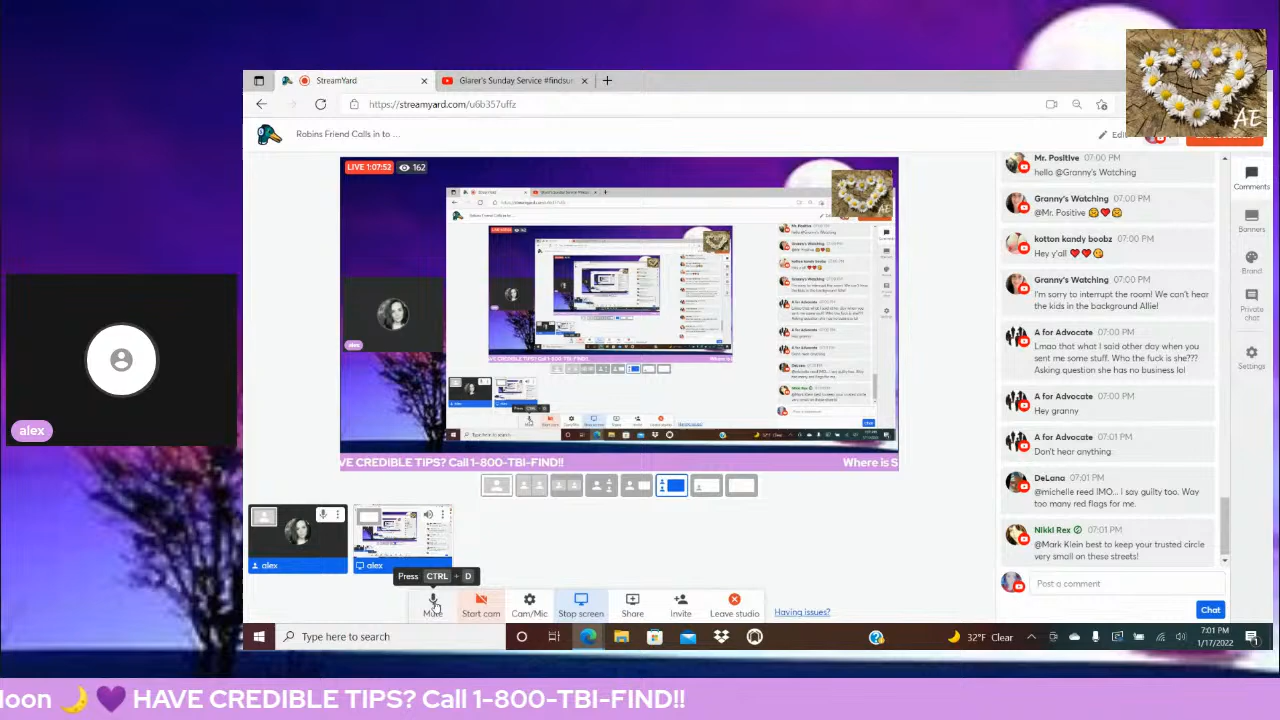 StreamYard
Glarer's Sunday Service #findsur
https://streamyard.com/u6b357uffz
Robins Friend Calls in to ...
Edit
AE
LIVE 1:07:52
162
AE
alex
VE CREDIBLE TIPS? Call 1-800-TBI-FIND!!
Where is S
alex
alex
alex
Press CTRL + D
Mute
Start cam
Cam/Mic
Stop screen
Share
Invite
Leave studio
Having issues?
Mr. Positive 07:00 PM
hello @Granny's Watching
Granny's Watching 07:00 PM
@Mr. Positive 😊❤️😊
kotton kandy boobz 07:00 PM
Hey y'all ❤️❤️😘
Granny's Watching 07:00 PM
I'm sorry to interrupt Adam! We can't hear
the kids in the background Allie!
A for Advocate 07:00 PM
Lmao that what I said other day when you
sent me some stuff. Who tha fuck is she???
Asking question she has no business lol
A for Advocate 07:00 PM
Hey granny
A for Advocate 07:01 PM
Don't hear anything.
DeLana 07:01 PM
@michelle reed IMO... i say guilty too. Way
too many red flags for me.
Nikki Rex 07:01 PM
@Mark Klein best to keep your trusted circle
very small on these streets!
Post a comment
Chat
Comments
Banners
Brand
Private
chat
Settings
Type here to search
32°F Clear
7:01 PM
1/17/2022
1
loon 🌙 💜 HAVE CREDIBLE TIPS? Call 1-800-TBI-FIND!!